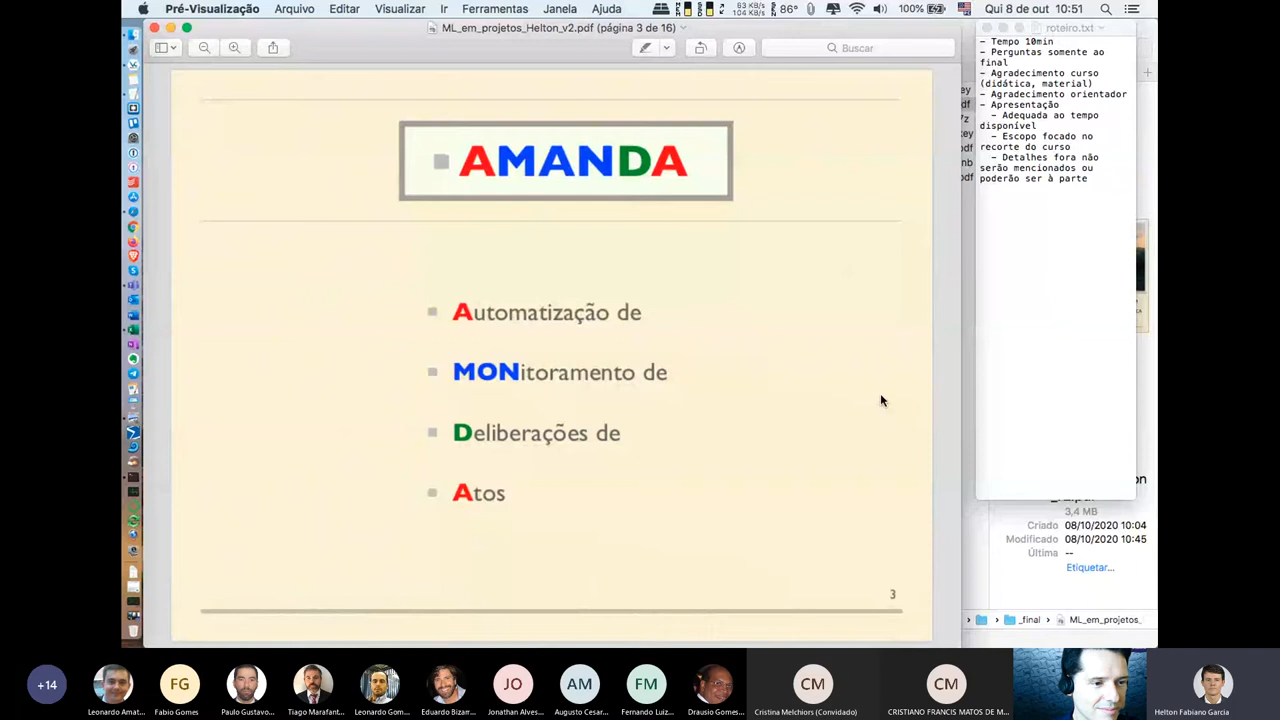 Pré-Visualização Arquivo Editar Visualizar Ir Ferramentas Janela Ajuda 63 KB/s 104 KB/s 86° 100% Qui 8 de out 10:51
ML_em_projetos_Helton_v2.pdf (página 3 de 16)
Buscar
AMANDA
Automatização de
MONitoramento de
Deliberações de
Atos
3
roteiro.txt
- Tempo 10min
- Perguntas somente ao
final
- Agradecimento curso
(didática, material)
- Agradecimento orientador
- Apresentação
- Adequada ao tempo
disponível
- Escopo focado no
recorte do curso
- Detalhes fora não
serão mencionados ou
poderão ser à parte
3,4 MB
Criado 08/10/2020 10:04
Modificado 08/10/2020 10:45
Última --
Etiquetar...
_final ML_em_projetos_
+14
FG
JO
AM
FM
CM
CM
Leonardo Amat...
Fabio Gomes
Paulo Gustavo...
Tiago Marafant...
Leonardo Gom...
Eduardo Bizarr...
Jonathan Alves...
Augusto Cesar...
Fernando Luiz...
Drausio Gomes...
Cristina Melchiors (Convidado)
CRISTIANO FRANCIS MATOS DE M...
Helton Fabiano Garcia